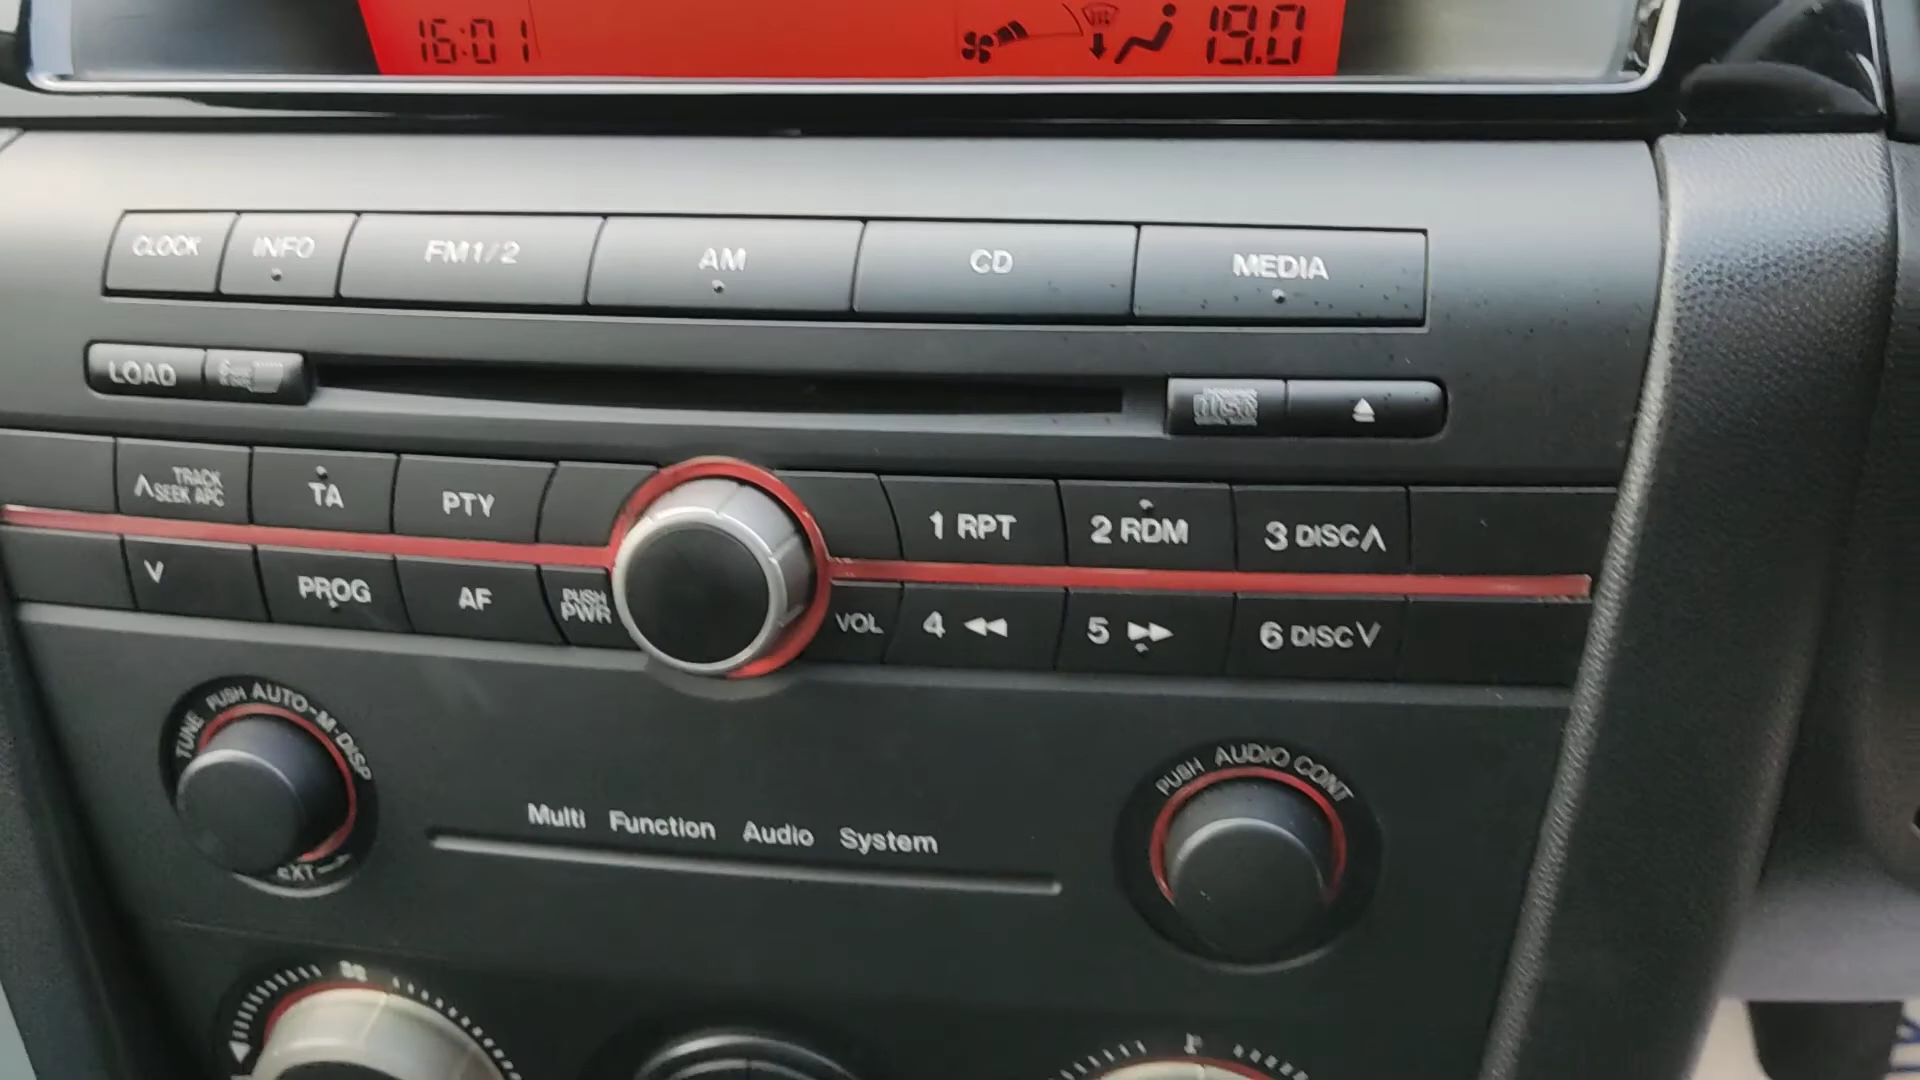 16:01 19.0
CLOCK INFO FM1/2 AM CD MEDIA
LOAD disc
TRACK
SEEK APC TA PTY 1 RPT 2 RDM 3 DISC
PROG AF PUSH
PWR VOL 4 5 6 DISC
TUNE PUSH AUTO-M-DISP
EXT
PUSH AUDIO CONT
Multi Function Audio System